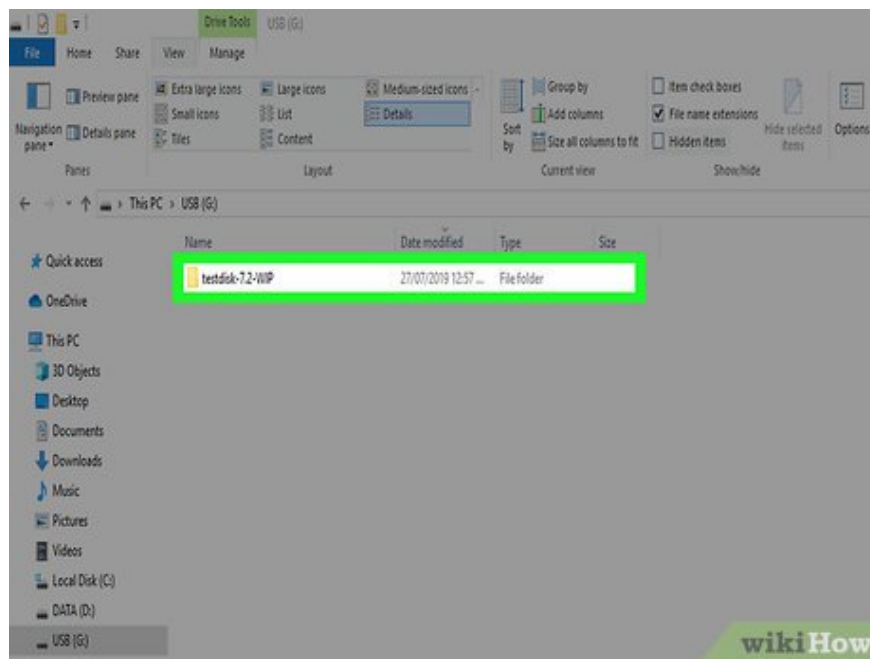 Drive Tools USB (G:)
File Home Share View Manage
Navigation pane
Preview pane
Details pane
Panes
Extra large icons Large icons Medium-sized icons
Small icons List Details
Tiles Content
Layout
Sort by
Group by
Add columns
Size all columns to fit
Current view
Item check boxes
File name extensions
Hidden items
Hide selected items
Show/hide
Options
This PC > USB (G:)
Name Date modified Type Size
testdisk-7.2-WIP 27/07/2019 12:57 ... File folder
Quick access
OneDrive
This PC
3D Objects
Desktop
Documents
Downloads
Music
Pictures
Videos
Local Disk (C:)
DATA (D:)
USB (G:)
wikiHow